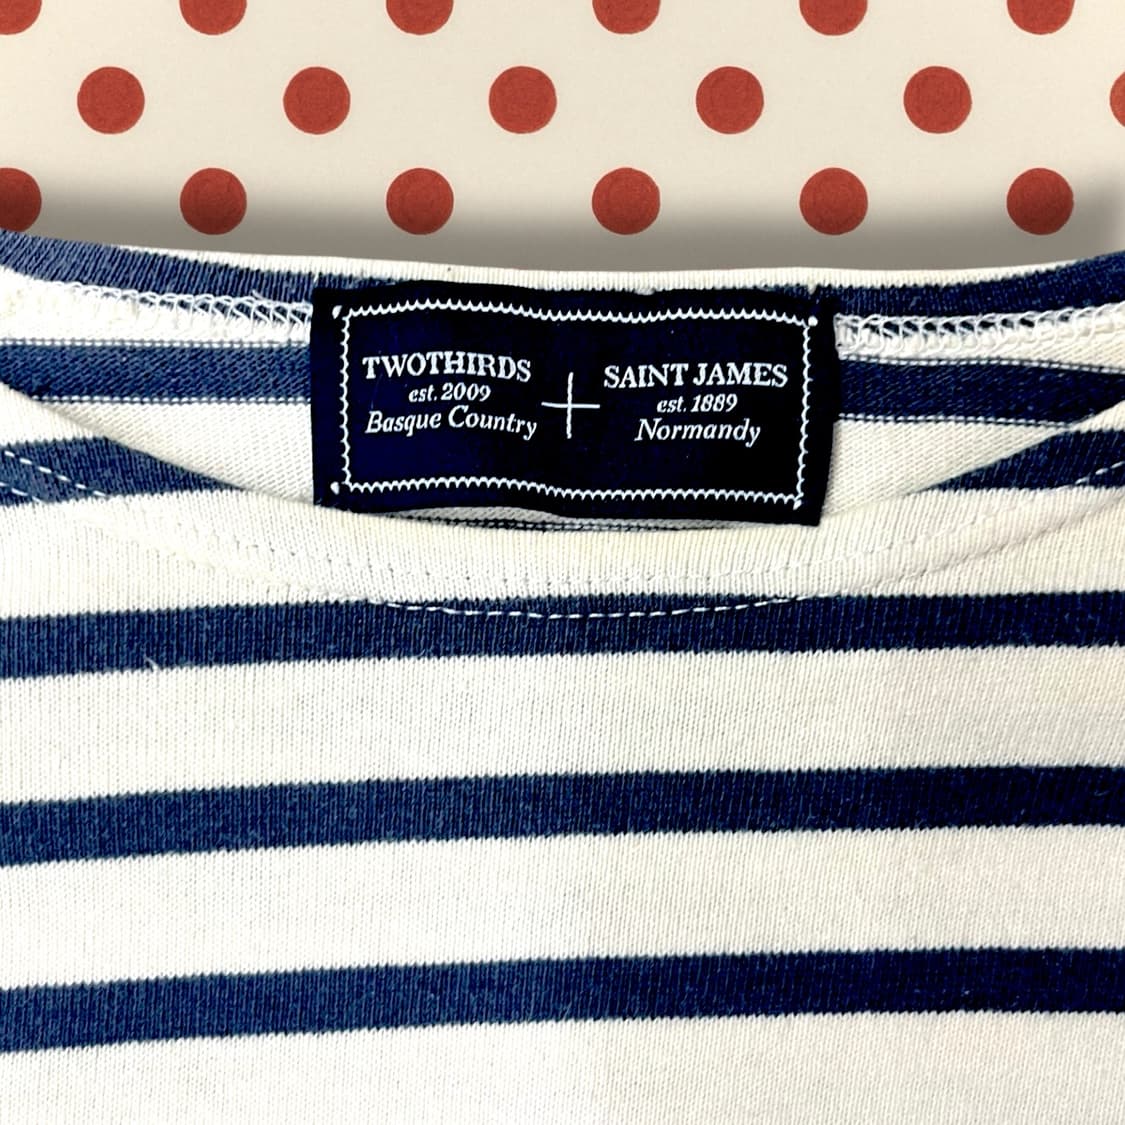 TWOTHIRDS
est. 2009
Basque Country
+
SAINT JAMES
est. 1889
Normandy